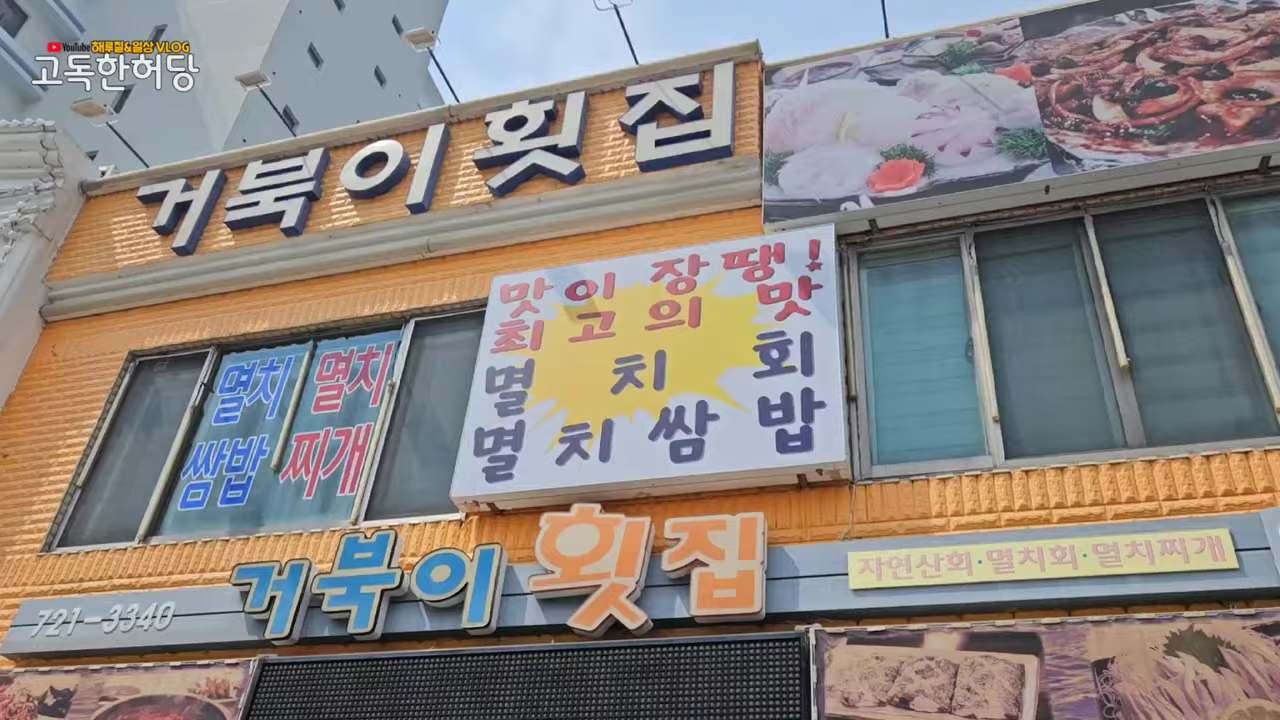 YouTube 해루질&일상 VLOG
고독한허당
거북이횟집
맛이 장땡!
최고의 맛
멸치회
멸치쌈밥
멸치 멸치
쌈밥 찌개
거북이횟집
자연산회·멸치회·멸치찌개
721-3340